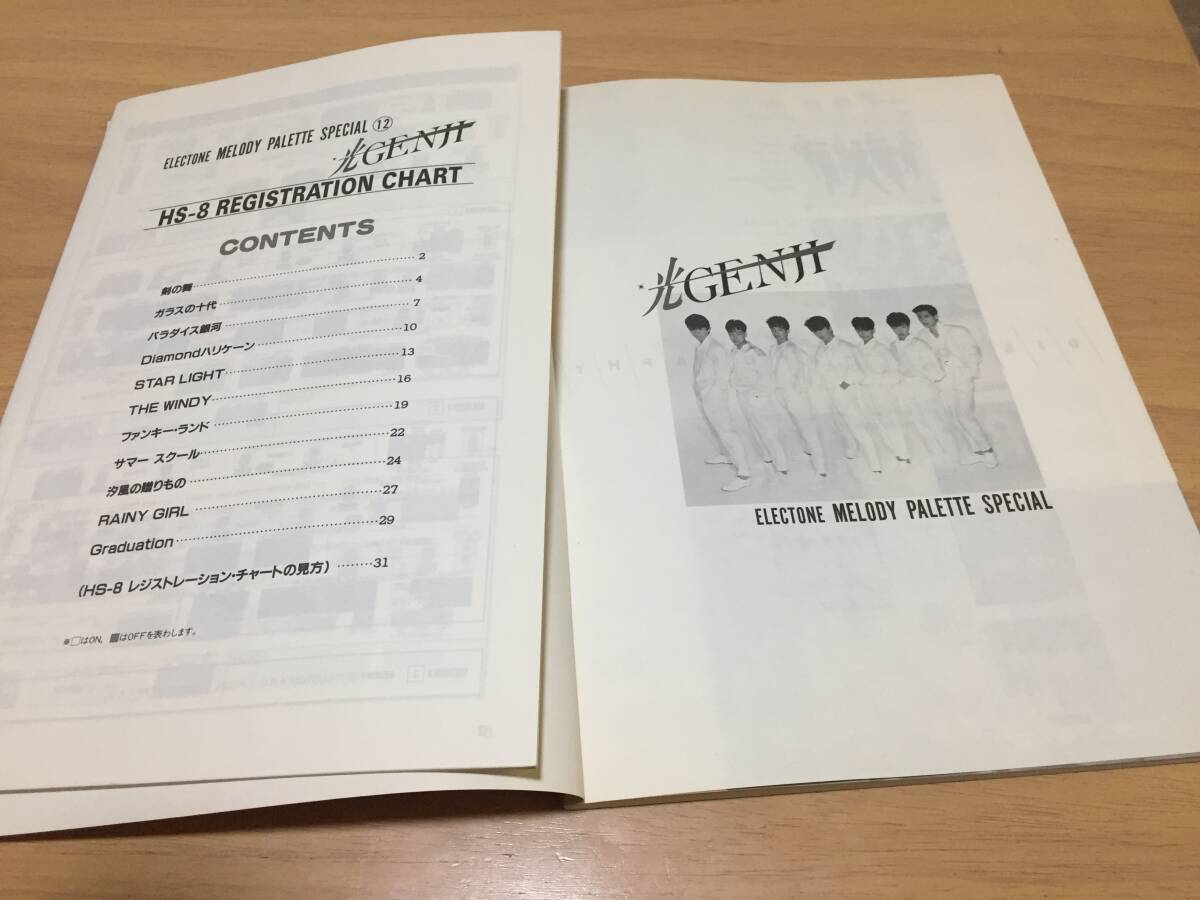 ELECTONE MELODY PALETTE SPECIAL ⑫
光GENJI
HS-8 REGISTRATION CHART
CONTENTS
剣の舞 2
ガラスの十代 4
パラダイス銀河 7
Diamondハリケーン 10
STAR LIGHT 13
THE WINDY 16
ファンキー・ランド 19
サマー スクール 22
汐風の贈りもの 24
RAINY GIRL 27
Graduation 29
(HS-8 レジストレーション・チャートの見方) 31
※□はON, ■はOFFを表わします。
光GENJI
ELECTONE MELODY PALETTE SPECIAL